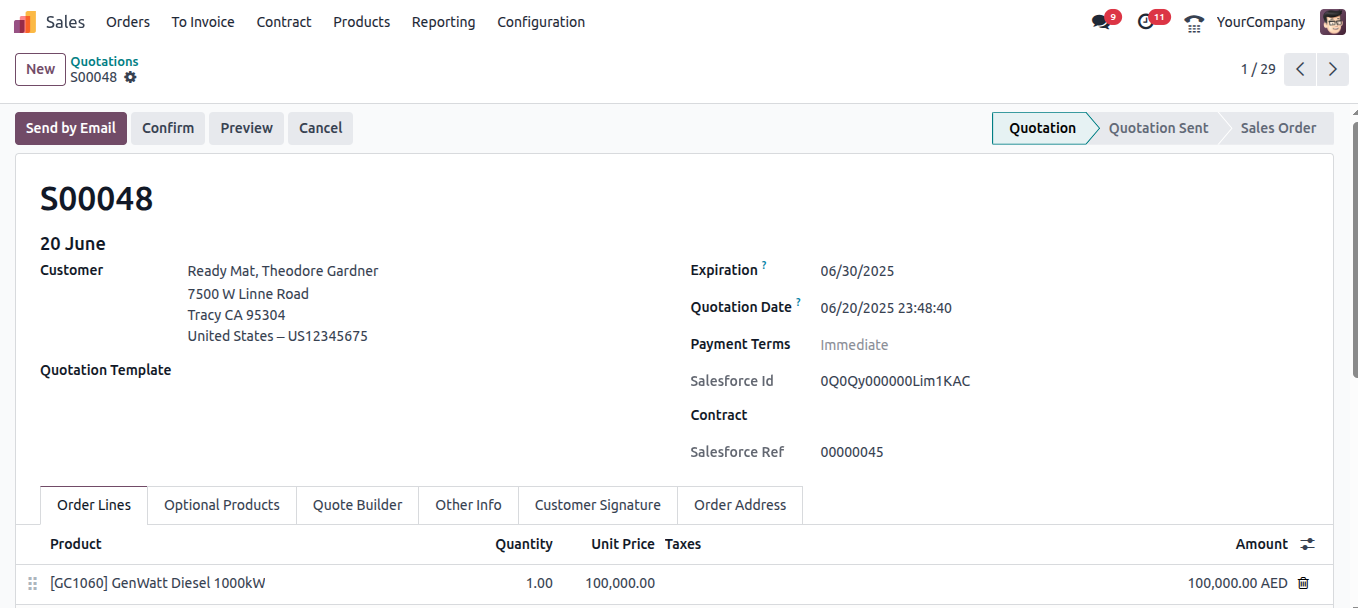 Sales Orders To Invoice Contract Products Reporting Configuration 9 11 YourCompany
New Quotations 1 / 29
S00048
Send by Email Confirm Preview Cancel Quotation Quotation Sent Sales Order
S00048
20 June
Customer Ready Mat, Theodore Gardner
7500 W Linne Road
Tracy CA 95304
United States – US12345675
Quotation Template
Expiration ? 06/30/2025
Quotation Date ? 06/20/2025 23:48:40
Payment Terms Immediate
Salesforce Id 0Q0Qy000000Lim1KAC
Contract
Salesforce Ref 00000045
Order Lines Optional Products Quote Builder Other Info Customer Signature Order Address
Product Quantity Unit Price Taxes Amount
[GC1060] GenWatt Diesel 1000kW 1.00 100,000.00 100,000.00 AED